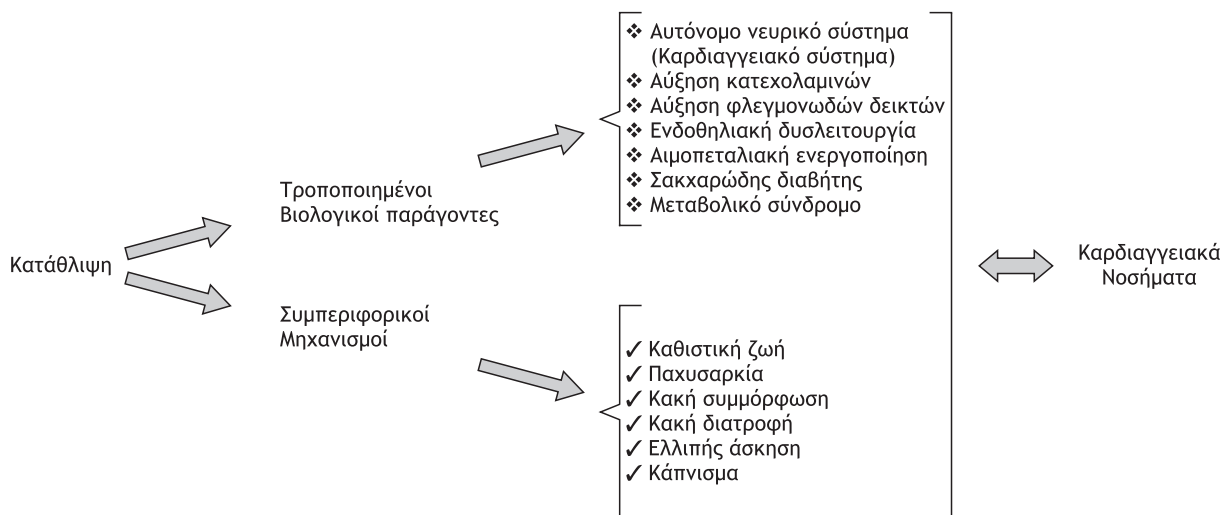 Κατάθλιψη
Τροποποιημένοι
Βιολογικοί παράγοντες
❖ Αυτόνομο νευρικό σύστημα
(Καρδιαγγειακό σύστημα)
❖ Αύξηση κατεχολαμινών
❖ Αύξηση φλεγμονωδών δεικτών
❖ Ενδοθηλιακή δυσλειτουργία
❖ Αιμοπεταλιακή ενεργοποίηση
❖ Σακχαρώδης διαβήτης
❖ Μεταβολικό σύνδρομο
Συμπεριφορικοί
Μηχανισμοί
✓ Καθιστική ζωή
✓ Παχυσαρκία
✓ Κακή συμμόρφωση
✓ Κακή διατροφή
✓ Ελλιπής άσκηση
✓ Κάπνισμα
Καρδιαγγειακά
Νοσήματα